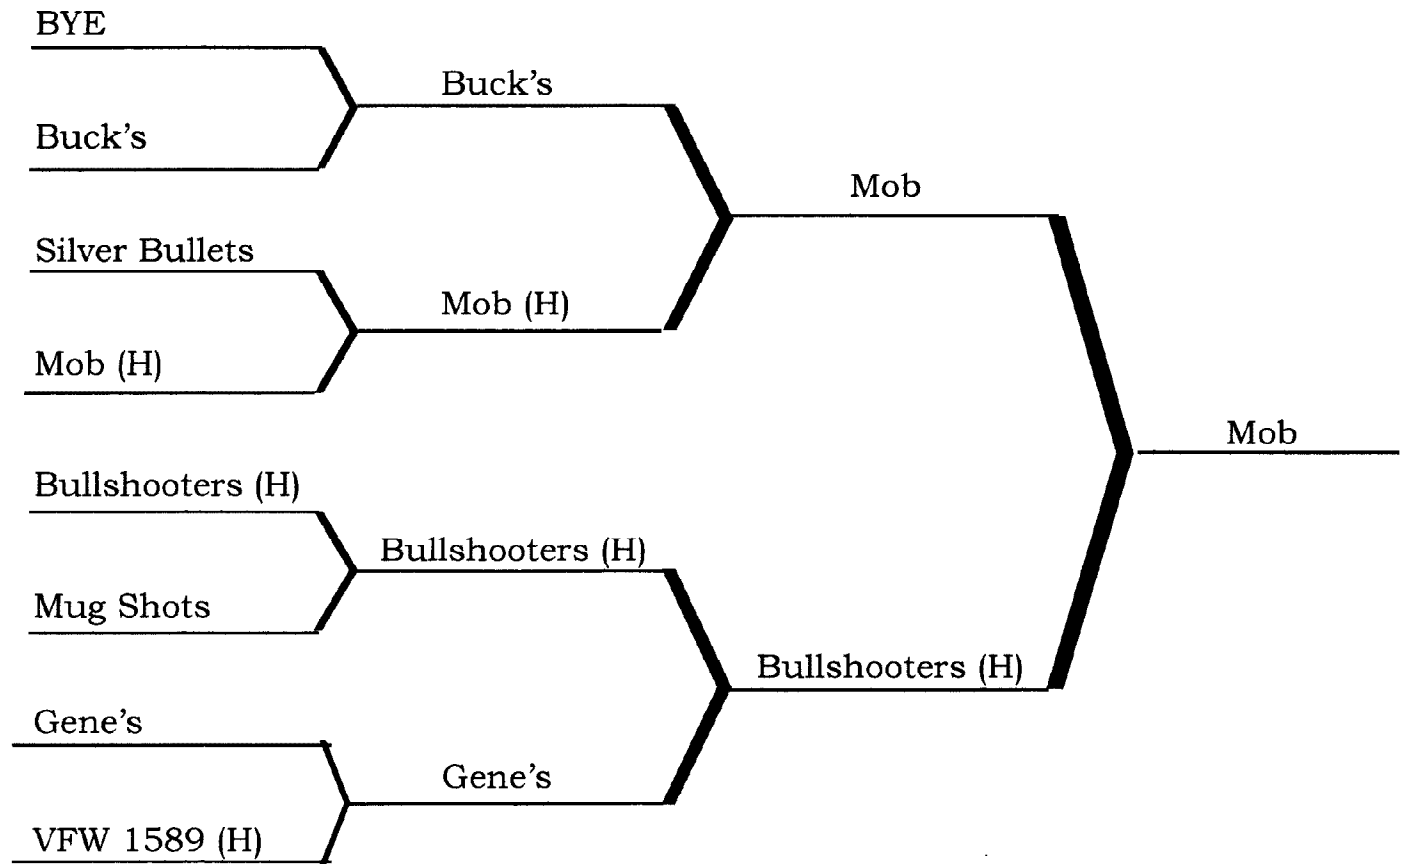 BYE
Buck's
Buck's
Mob
Silver Bullets
Mob (H)
Mob (H)
Mob
Bullshooters (H)
Bullshooters (H)
Mug Shots
Bullshooters (H)
Gene's
Gene's
VFW 1589 (H)